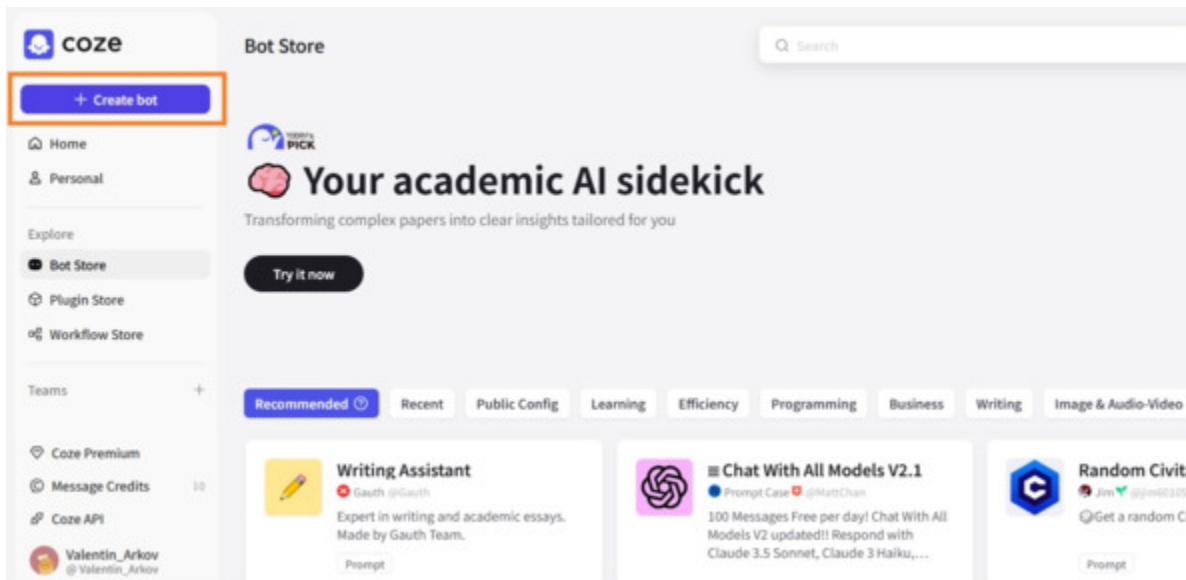 coze
+ Create bot
Home
Personal
Explore
Bot Store
Plugin Store
Workflow Store
Teams +
Coze Premium
Message Credits 10
Coze API
Valentin_Arkov
@Valentin_Arkov
Bot Store
Search
TODAY'S
PICK
Your academic AI sidekick
Transforming complex papers into clear insights tailored for you
Try it now
Recommended
Recent
Public Config
Learning
Efficiency
Programming
Business
Writing
Image & Audio-Video
Writing Assistant
Gauth @Gauth
Expert in writing and academic essays.
Made by Gauth Team.
Prompt
≡ Chat With All Models V2.1
Prompt Case @MattChan
100 Messages Free per day! Chat With All
Models V2 updated!! Respond with
Claude 3.5 Sonnet, Claude 3 Haiku,...
Random Civit
Jim
Get a random C
Prompt